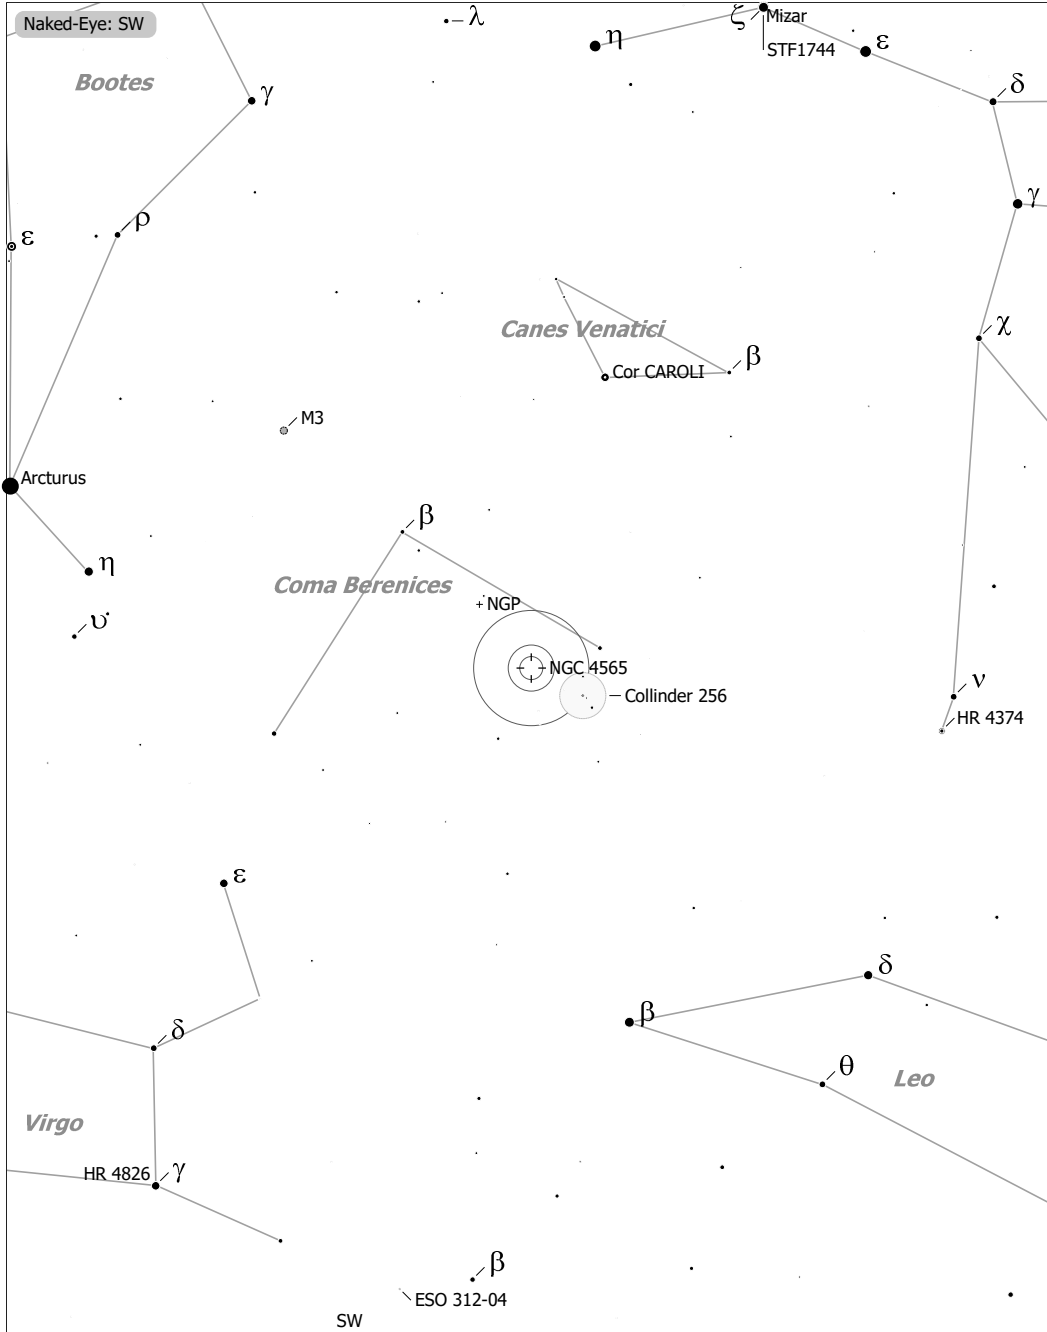 Naked-Eye: SW
λ
η
ζ
Mizar
STF1744
ε
Bootes
γ
δ
ρ
ε
γ
Canes Venatici
χ
β
Cor CAROLI
M3
Arcturus
β
η
Coma Berenices
NGP
υ
NGC 4565
Collinder 256
ν
HR 4374
ε
δ
β
δ
θ
Leo
Virgo
HR 4826
γ
β
ESO 312-04
SW